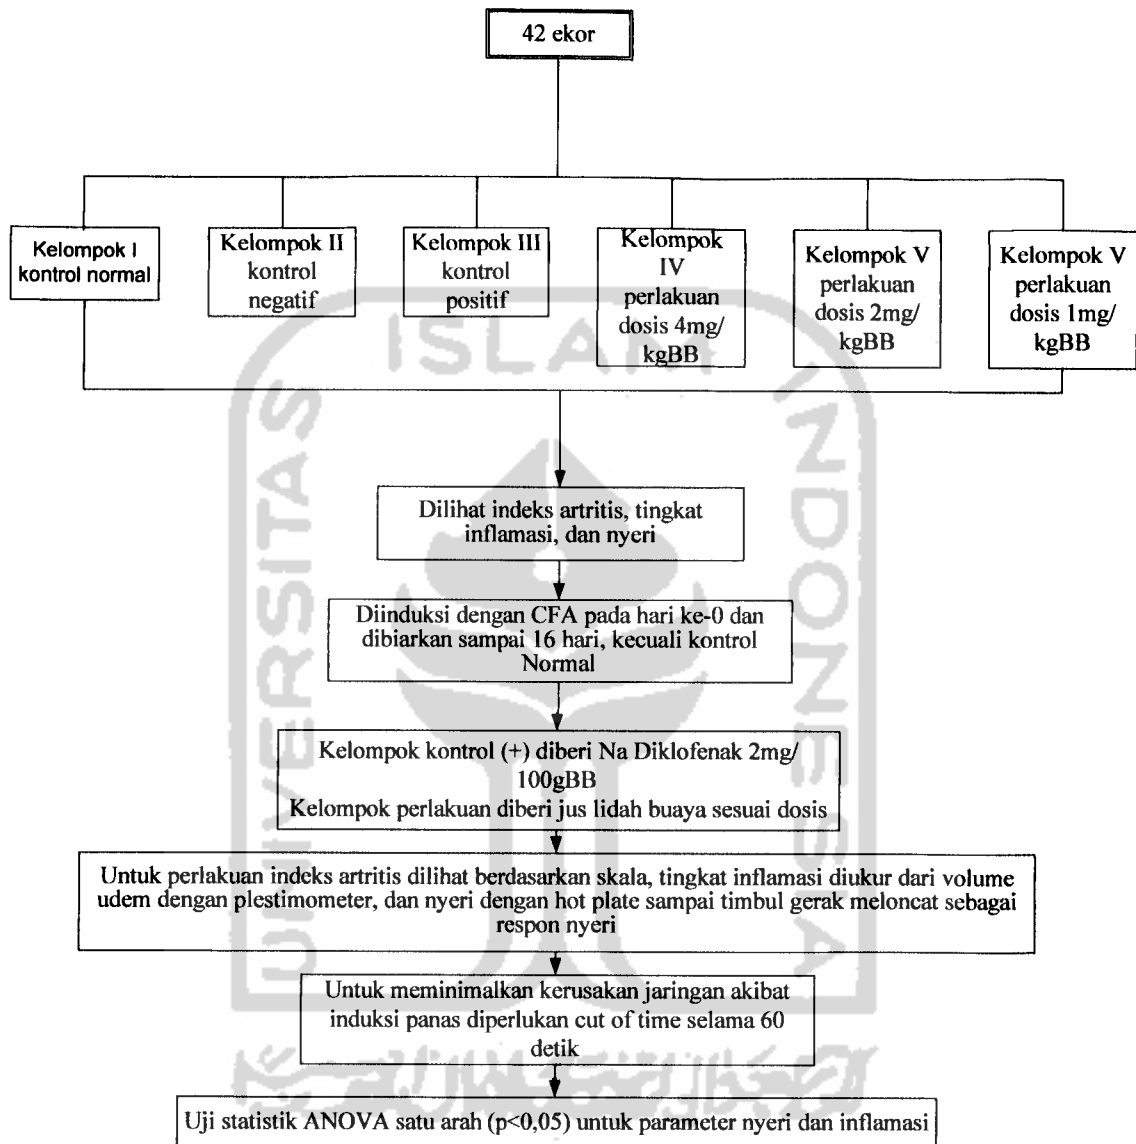 42 ekor
Kelompok I
kontrol normal
Kelompok II
kontrol
negatif
Kelompok III
kontrol
positif
Kelompok
IV
perlakuan
dosis 4mg/
kgBB
Kelompok V
perlakuan
dosis 2mg/
kgBB
Kelompok V
perlakuan
dosis 1mg/
kgBB
Dilihat indeks artritis, tingkat
inflamasi, dan nyeri
Diinduksi dengan CFA pada hari ke-0 dan
dibiarkan sampai 16 hari, kecuali kontrol
Normal
Kelompok kontrol (+) diberi Na Diklofenak 2mg/
100gBB
Kelompok perlakuan diberi jus lidah buaya sesuai dosis
Untuk perlakuan indeks artritis dilihat berdasarkan skala, tingkat inflamasi diukur dari volume
udem dengan plestimometer, dan nyeri dengan hot plate sampai timbul gerak meloncat sebagai
respon nyeri
Untuk meminimalkan kerusakan jaringan akibat
induksi panas diperlukan cut of time selama 60
detik
Uji statistik ANOVA satu arah (p<0,05) untuk parameter nyeri dan inflamasi
UNIVERSITAS
ISLAM
INDONESIA